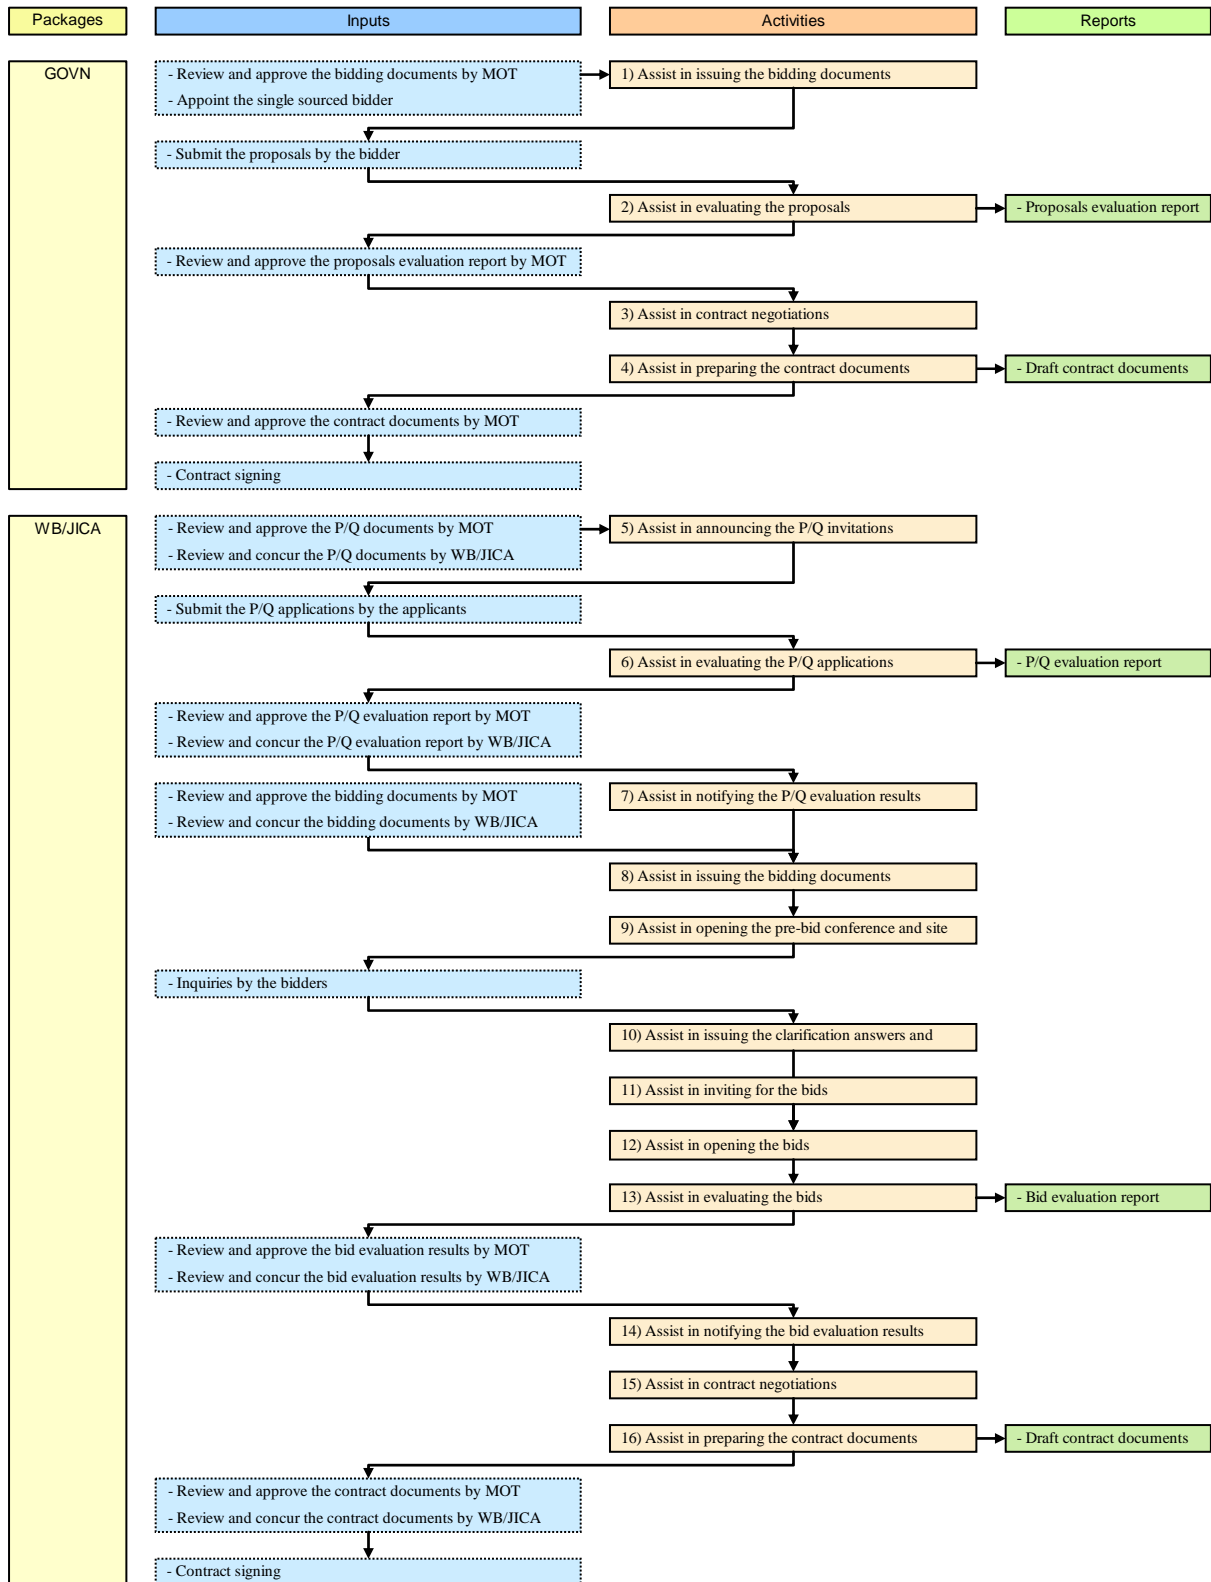 Packages
Inputs
Activities
Reports
GOVN
- Review and approve the bidding documents by MOT
- Appoint the single sourced bidder
1) Assist in issuing the bidding documents
- Submit the proposals by the bidder
2) Assist in evaluating the proposals
- Proposals evaluation report
- Review and approve the proposals evaluation report by MOT
3) Assist in contract negotiations
4) Assist in preparing the contract documents
- Draft contract documents
- Review and approve the contract documents by MOT
- Contract signing
WB/JICA
- Review and approve the P/Q documents by MOT
- Review and concur the P/Q documents by WB/JICA
5) Assist in announcing the P/Q invitations
- Submit the P/Q applications by the applicants
6) Assist in evaluating the P/Q applications
- P/Q evaluation report
- Review and approve the P/Q evaluation report by MOT
- Review and concur the P/Q evaluation report by WB/JICA
- Review and approve the bidding documents by MOT
- Review and concur the bidding documents by WB/JICA
7) Assist in notifying the P/Q evaluation results
8) Assist in issuing the bidding documents
9) Assist in opening the pre-bid conference and site
- Inquiries by the bidders
10) Assist in issuing the clarification answers and
11) Assist in inviting for the bids
12) Assist in opening the bids
13) Assist in evaluating the bids
- Bid evaluation report
- Review and approve the bid evaluation results by MOT
- Review and concur the bid evaluation results by WB/JICA
14) Assist in notifying the bid evaluation results
15) Assist in contract negotiations
16) Assist in preparing the contract documents
- Draft contract documents
- Review and approve the contract documents by MOT
- Review and concur the contract documents by WB/JICA
- Contract signing